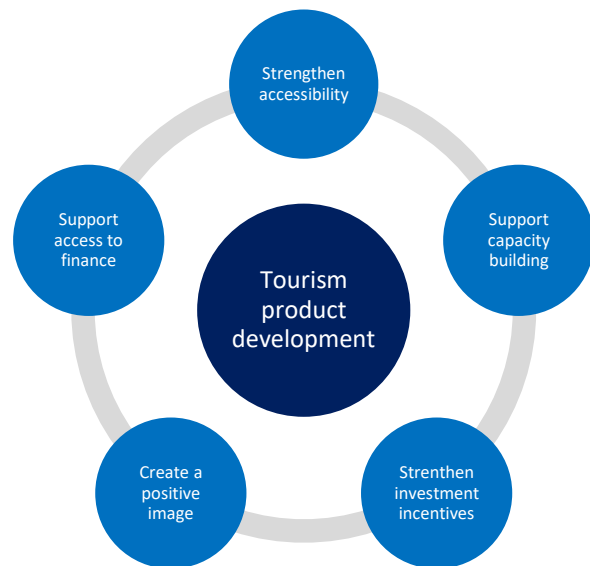 Strengthen
accessibility
Support
capacity
building
Strenthen
investment
incentives
Create a
positive
image
Support
access to
finance
Tourism
product
development